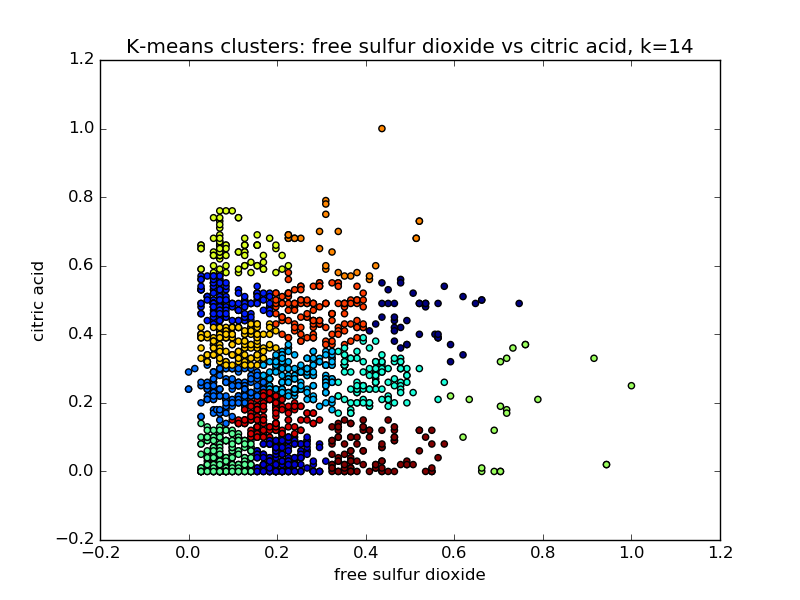 K-means clusters: free sulfur dioxide vs citric acid, k=14
1.2
1.0
0.8
0.6
0.4
0.2
0.0
−0.2
citric acid
−0.2 0.0 0.2 0.4 0.6 0.8 1.0 1.2
free sulfur dioxide